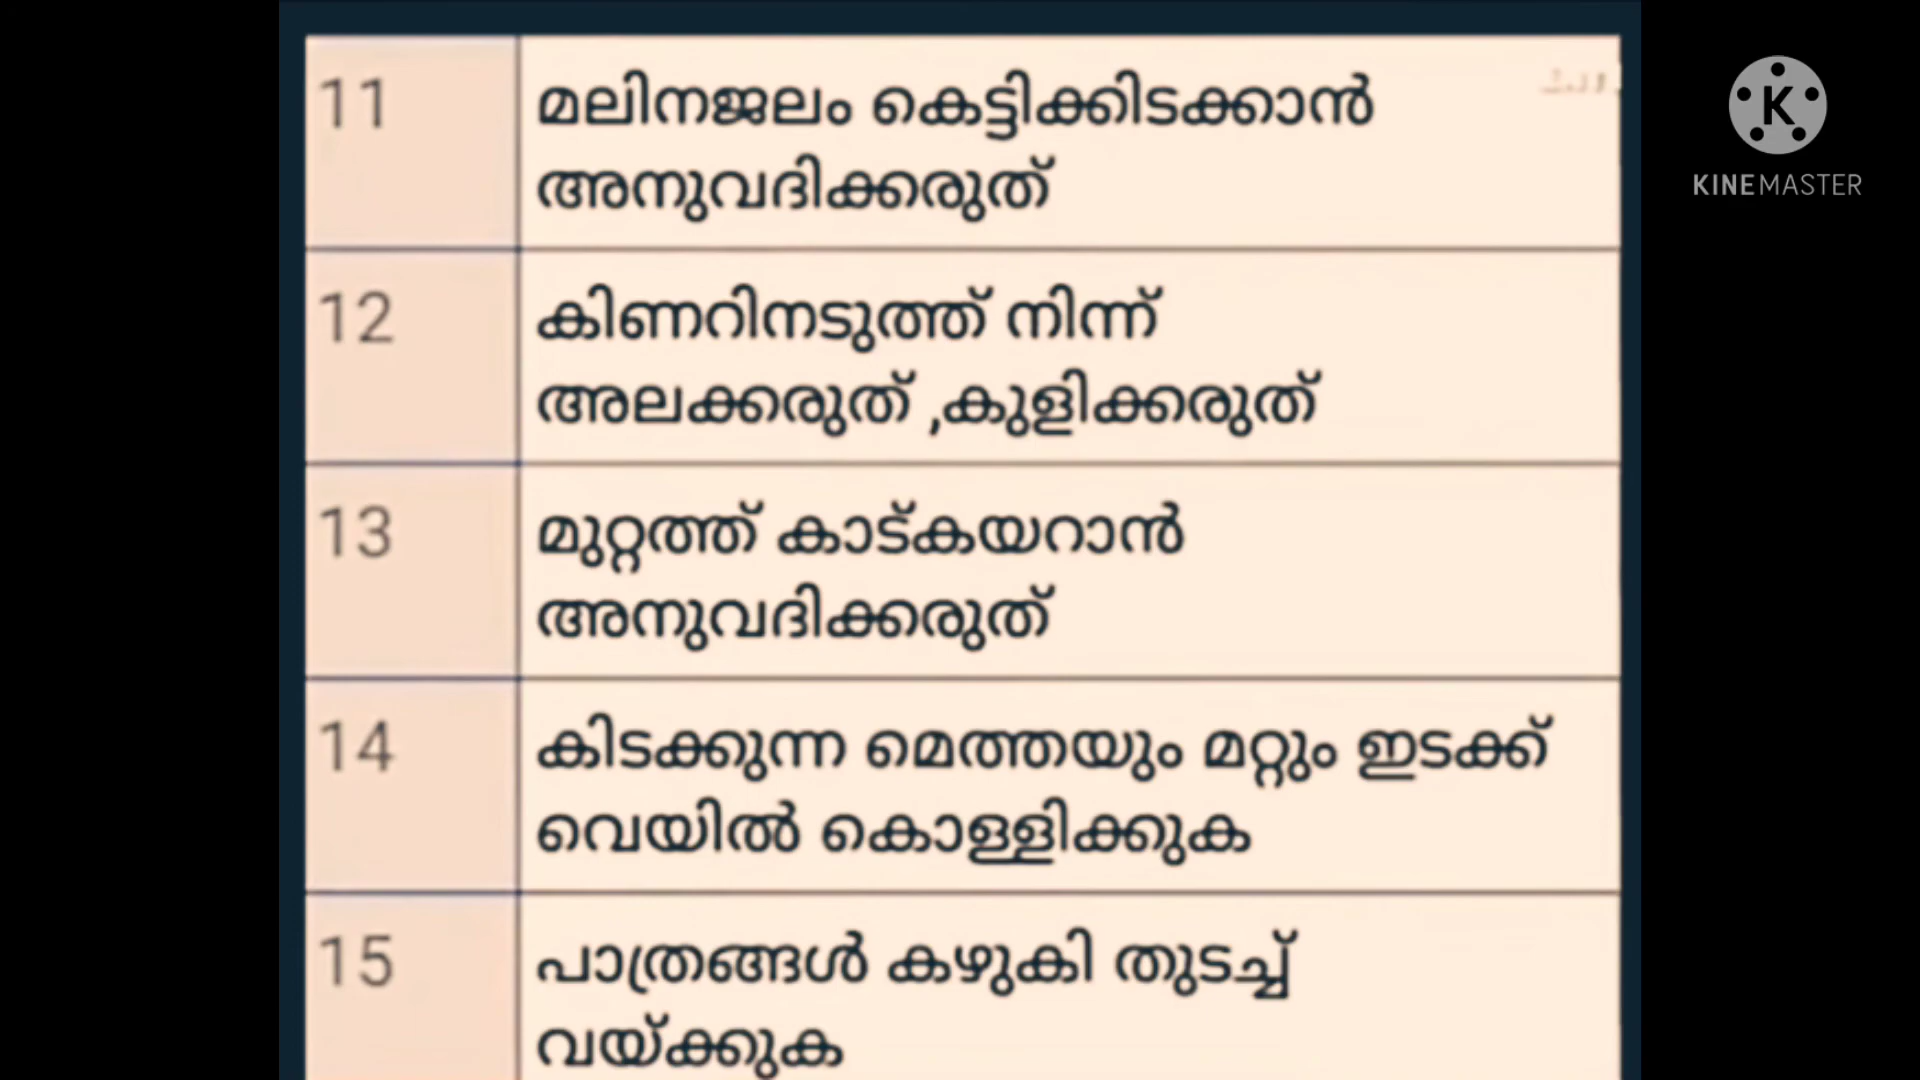 11
മലിനജലം കെട്ടിക്കിടക്കാൻ
അനുവദിക്കരുത്
12
കിണറിനടുത്ത് നിന്ന്
അലക്കരുത് ,കുളിക്കരുത്
13
മുറ്റത്ത് കാട്കയറാൻ
അനുവദിക്കരുത്
14
കിടക്കുന്ന മെത്തയും മറ്റും ഇടക്ക്
വെയിൽ കൊള്ളിക്കുക
15
പാത്രങ്ങൾ കഴുകി തുടച്ച്
വയ്ക്കുക
K
KINEMASTER